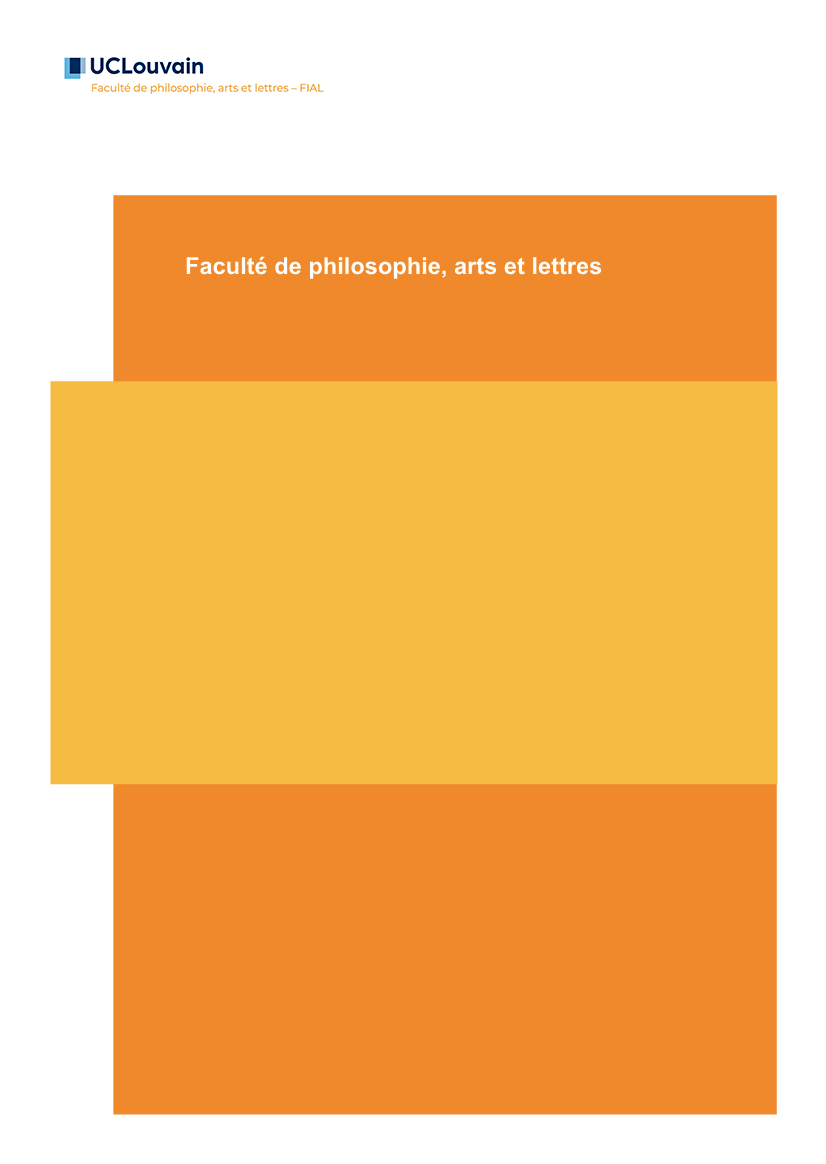 UCLouvain
Faculté de philosophie, arts et lettres – FIAL
Faculté de philosophie, arts et lettres